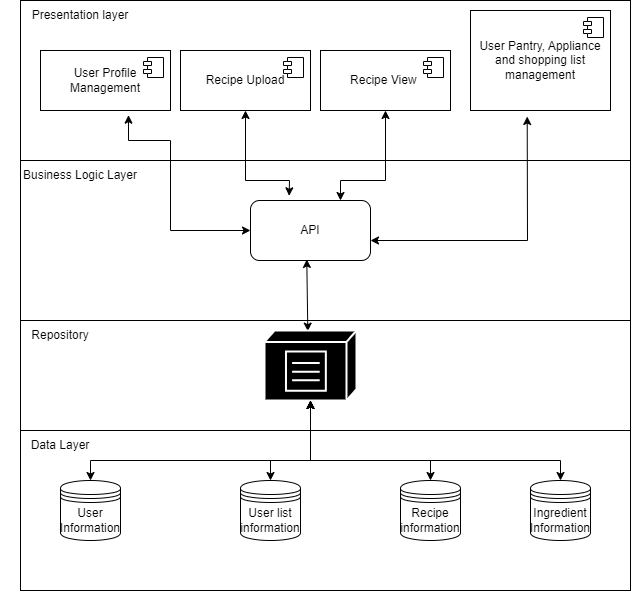 Presentation layer
User Profile
Management
Recipe Upload
Recipe View
User Pantry, Appliance
and shopping list
management
Business Logic Layer
API
Repository
Data Layer
User
Information
User list
information
Recipe
information
Ingredient
Information